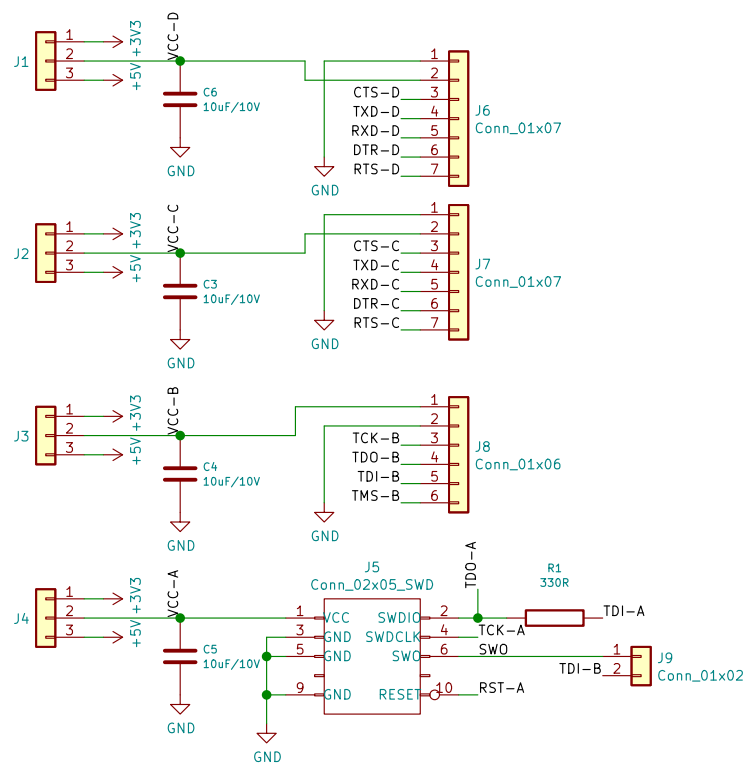 J1
1
2
3
+3V3
+5V
VCC-D
C6
10uF/10V
GND
GND
CTS-D
TXD-D
RXD-D
DTR-D
RTS-D
1
2
3
4
5
6
7
J6
Conn_01x07
J2
1
2
3
+3V3
+5V
VCC-C
C3
10uF/10V
GND
GND
CTS-C
TXD-C
RXD-C
DTR-C
RTS-C
1
2
3
4
5
6
7
J7
Conn_01x07
J3
1
2
3
+3V3
+5V
VCC-B
C4
10uF/10V
GND
GND
TCK-B
TDO-B
TDI-B
TMS-B
1
2
3
4
5
6
J8
Conn_01x06
J4
1
2
3
+3V3
+5V
VCC-A
C5
10uF/10V
GND
GND
J5
Conn_02x05_SWD
1
3
5
9
VCC
GND
GND
GND
SWDIO
SWDCLK
SWO
RESET
2
4
6
10
TDO-A
TCK-A
SWO
RST-A
R1
330R
TDI-A
TDI-B
1
2
J9
Conn_01x02